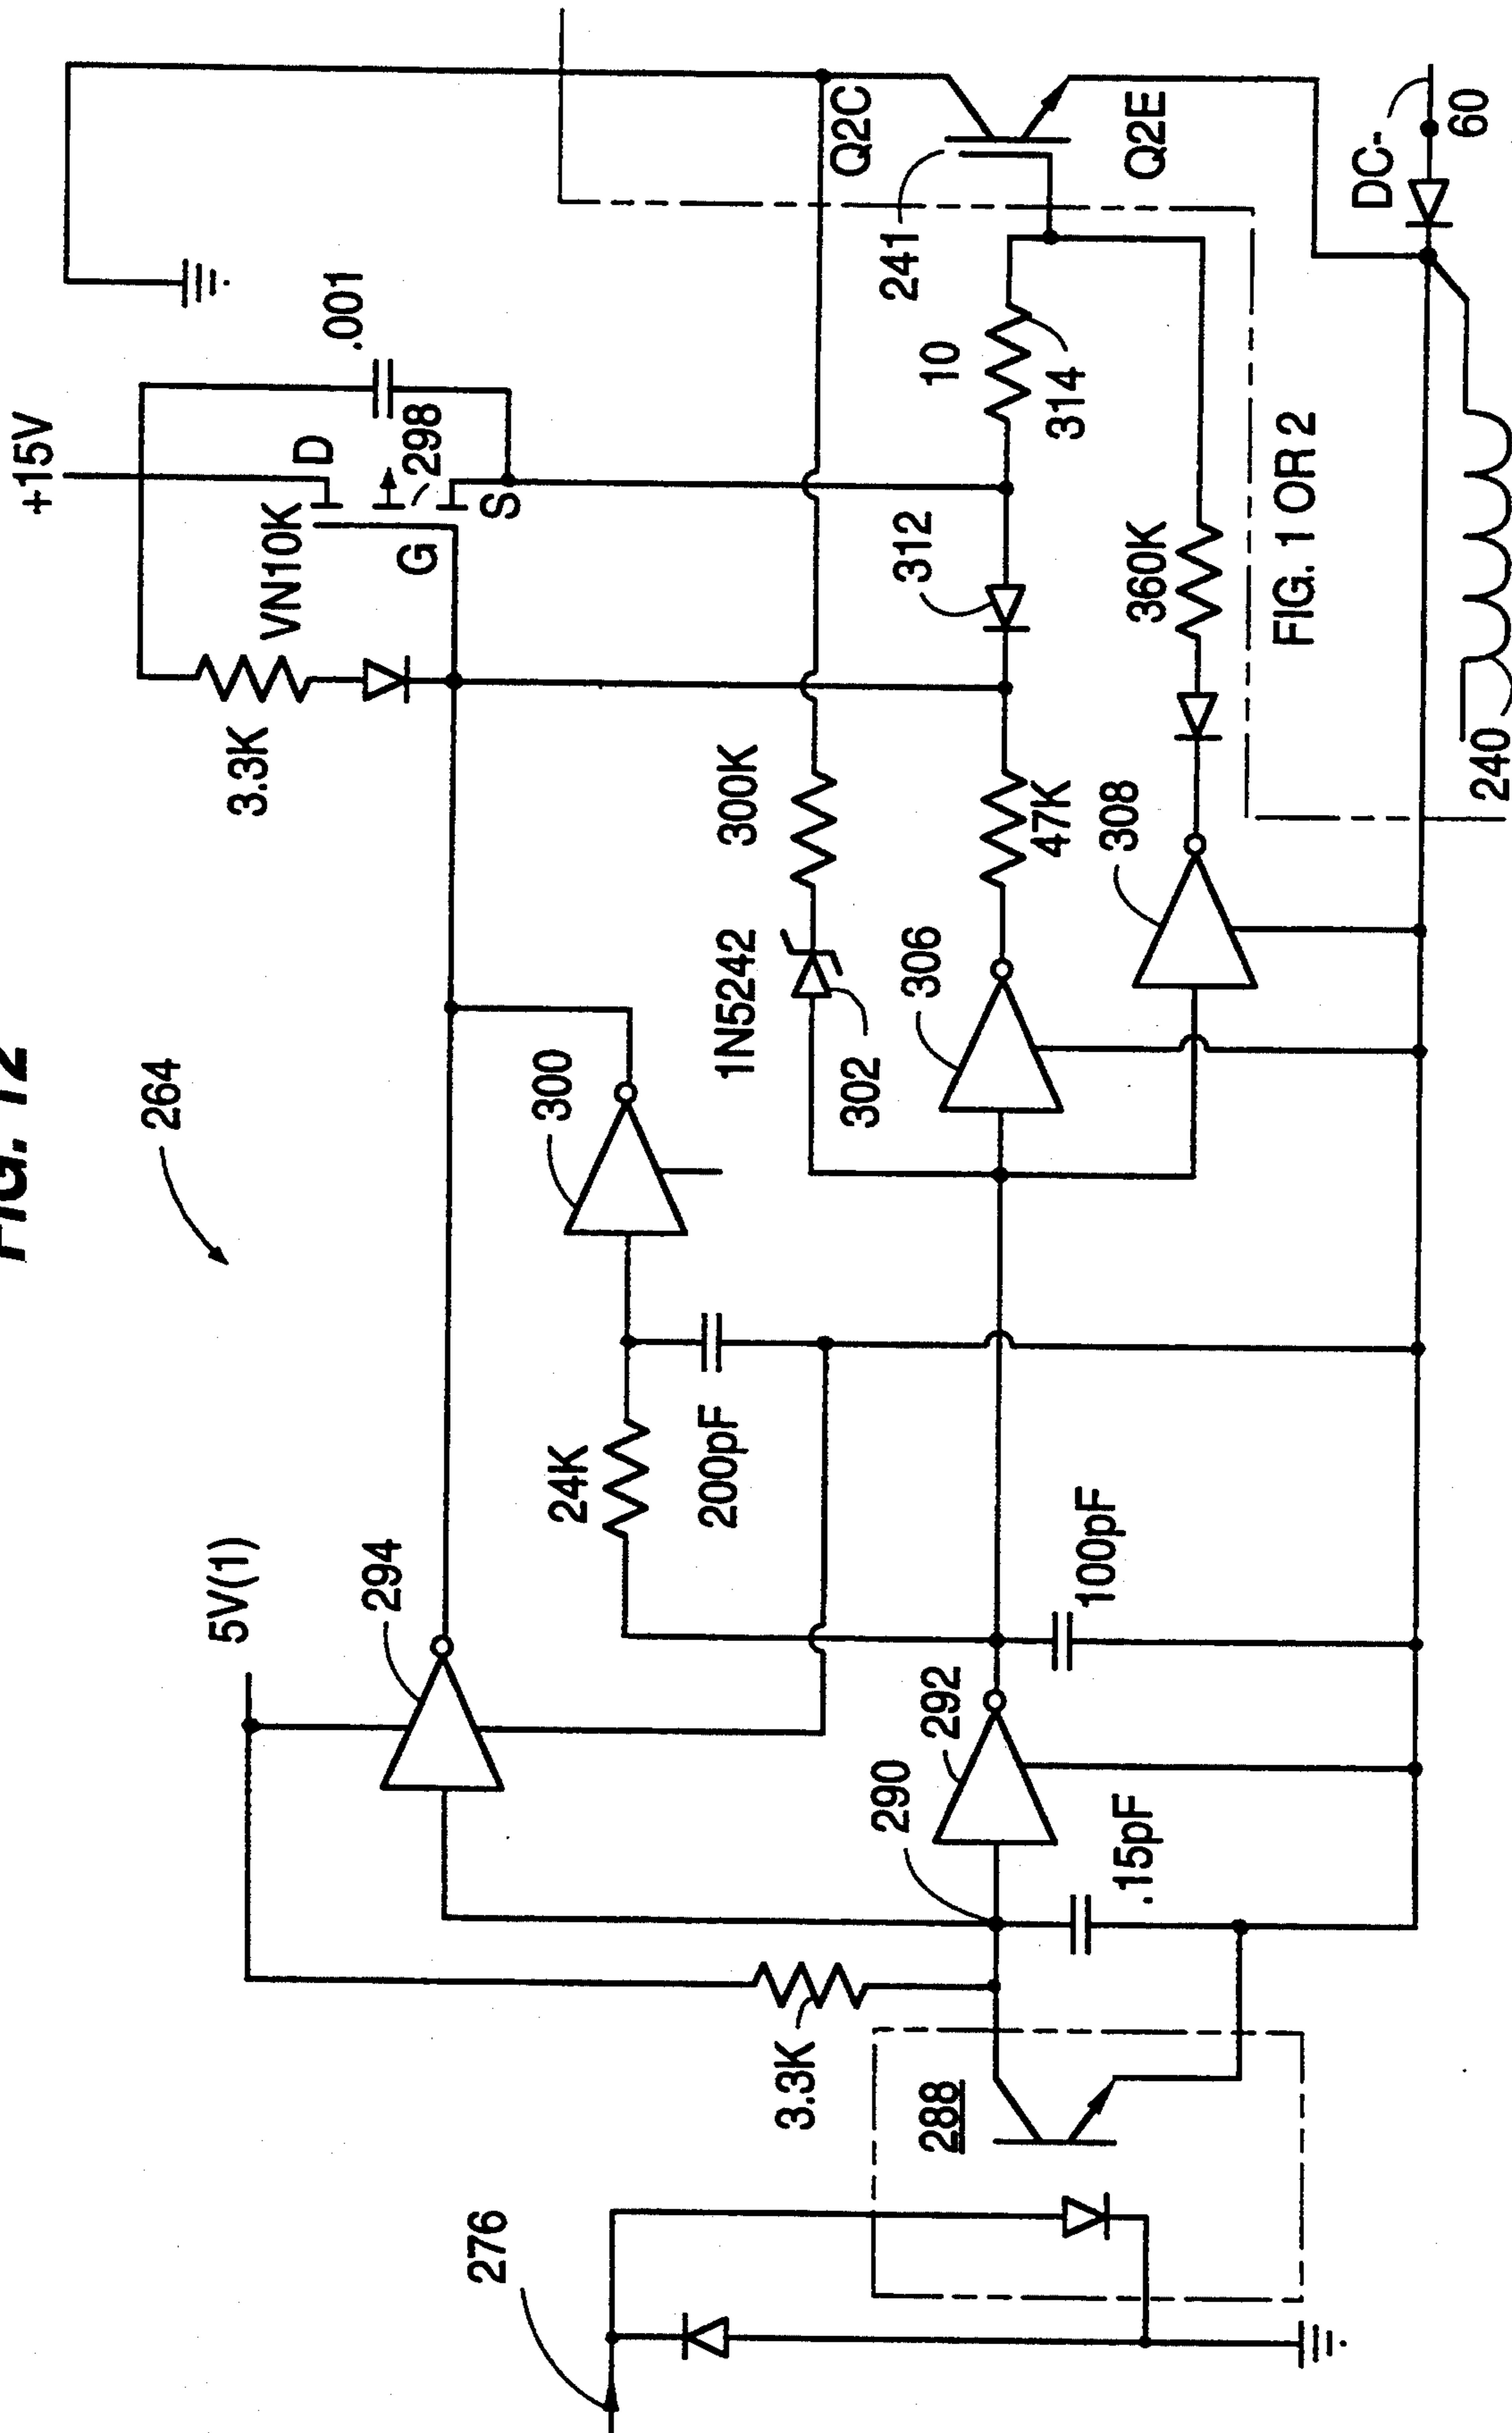 FIG. 12
264
5V(1)
294
300
3.3K
VN10K
+15V
D
G
S
298
.001
24K
200pF
1N5242
302
300K
Q2C
241
Q2E
276
288
3.3K
290
292
.15pF
100pF
306
47K
312
10
314
308
360K
FIG. 1 OR 2
DC-
60
240